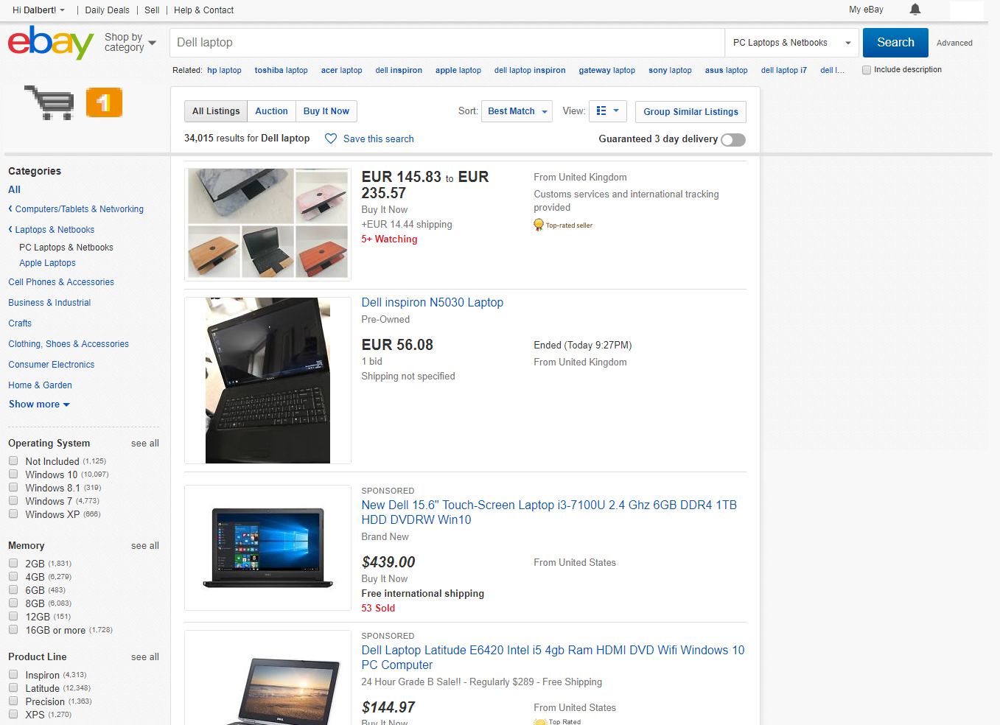 Hi Dalbert!
Daily Deals
Sell
Help & Contact
My eBay
ebay
Shop by
category
Dell laptop
PC Laptops & Netbooks
Search
Advanced
Related: hp laptop toshiba laptop acer laptop dell inspiron apple laptop dell laptop inspiron gateway laptop sony laptop asus laptop dell laptop i7 dell l...
Include description
1
All Listings
Auction
Buy It Now
Sort: Best Match
View:
Group Similar Listings
34,015 results for Dell laptop
Save this search
Guaranteed 3 day delivery
Categories
All
Computers/Tablets & Networking
Laptops & Netbooks
PC Laptops & Netbooks
Apple Laptops
Cell Phones & Accessories
Business & Industrial
Crafts
Clothing, Shoes & Accessories
Consumer Electronics
Home & Garden
Show more
Operating System see all
Not Included (1,125)
Windows 10 (10,097)
Windows 8.1 (319)
Windows 7 (4,773)
Windows XP (666)
Memory see all
2GB (1,831)
4GB (6,279)
6GB (483)
8GB (6,083)
12GB (151)
16GB or more (1,728)
Product Line see all
Inspiron (4,313)
Latitude (12,348)
Precision (1,363)
XPS (1,270)
EUR 145.83 to EUR
235.57
Buy It Now
+EUR 14.44 shipping
5+ Watching
From United Kingdom
Customs services and international tracking
provided
Top-rated seller
Dell inspiron N5030 Laptop
Pre-Owned
EUR 56.08
1 bid
Shipping not specified
Ended (Today 9:27PM)
From United Kingdom
SPONSORED
New Dell 15.6" Touch-Screen Laptop i3-7100U 2.4 Ghz 6GB DDR4 1TB
HDD DVDRW Win10
Brand New
$439.00
Buy It Now
Free international shipping
53 Sold
From United States
SPONSORED
Dell Laptop Latitude E6420 Intel i5 4gb Ram HDMI DVD Wifi Windows 10
PC Computer
24 Hour Grade B Sale!! - Regularly $289 - Free Shipping
$144.97
Buy It Now
From United States
Top Rated
DELL